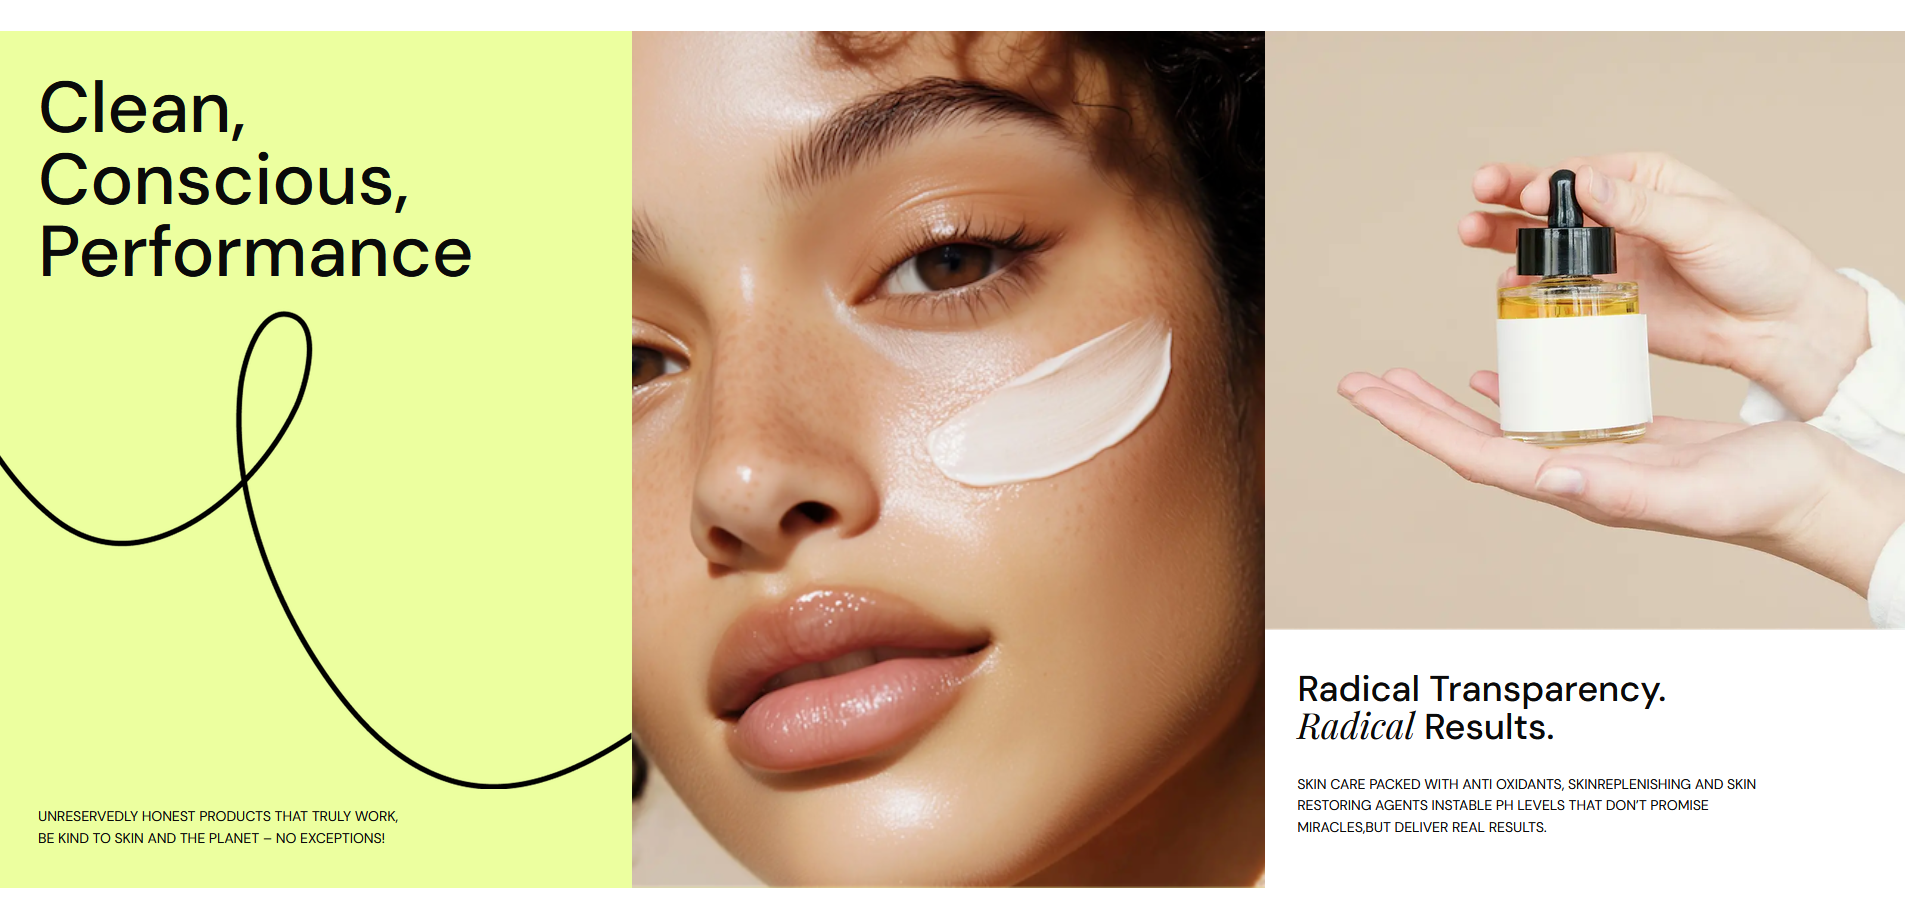 Clean,
Conscious,
Performance
UNRESERVEDLY HONEST PRODUCTS THAT TRULY WORK,
BE KIND TO SKIN AND THE PLANET – NO EXCEPTIONS!
Radical Transparency.
Radical Results.
SKIN CARE PACKED WITH ANTI OXIDANTS, SKINREPLENISHING AND SKIN
RESTORING AGENTS INSTABLE PH LEVELS THAT DON'T PROMISE
MIRACLES,BUT DELIVER REAL RESULTS.